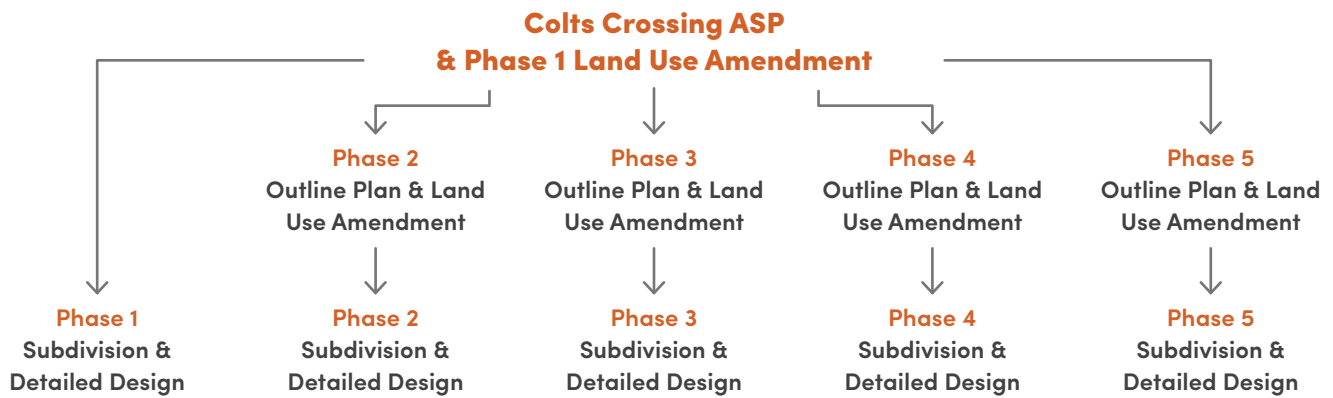 Colts Crossing ASP
& Phase 1 Land Use Amendment
Phase 2
Outline Plan & Land
Use Amendment
Phase 3
Outline Plan & Land
Use Amendment
Phase 4
Outline Plan & Land
Use Amendment
Phase 5
Outline Plan & Land
Use Amendment
Phase 1
Subdivision &
Detailed Design
Phase 2
Subdivision &
Detailed Design
Phase 3
Subdivision &
Detailed Design
Phase 4
Subdivision &
Detailed Design
Phase 5
Subdivision &
Detailed Design